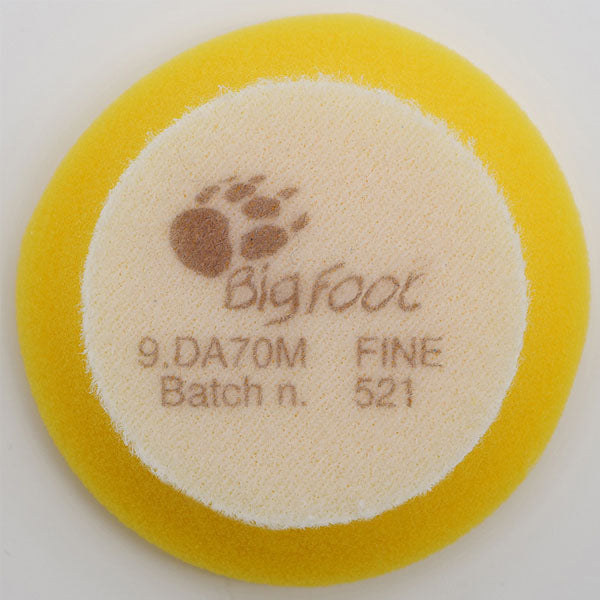 BigFoot
9.DA70M FINE
Batch n. 521